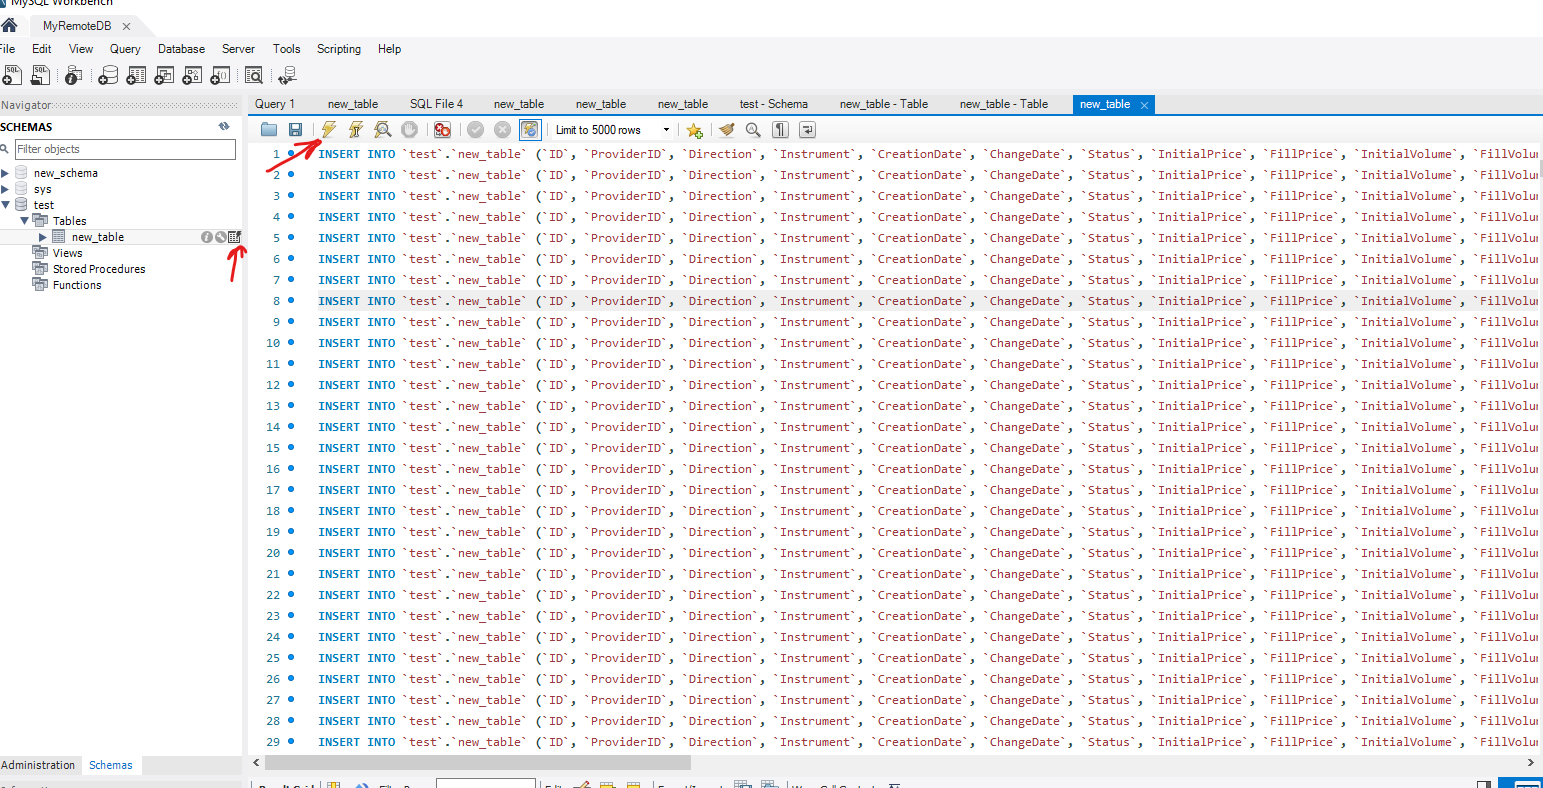 MySQL Workbench
MyRemoteDB
File Edit View Query Database Server Tools Scripting Help
Navigator
SCHEMAS
Filter objects
new_schema
sys
test
Tables
new_table
Views
Stored Procedures
Functions
Administration Schemas
Query 1 new_table SQL File 4 new_table new_table new_table test - Schema new_table - Table new_table - Table new_table
Limit to 5000 rows
1 INSERT INTO `test`.`new_table` (`ID`, `ProviderID`, `Direction`, `Instrument`, `CreationDate`, `ChangeDate`, `Status`, `InitialPrice`, `FillPrice`, `InitialVolume`, `FillVolu
2 INSERT INTO `test`.`new_table` (`ID`, `ProviderID`, `Direction`, `Instrument`, `CreationDate`, `ChangeDate`, `Status`, `InitialPrice`, `FillPrice`, `InitialVolume`, `FillVolu
3 INSERT INTO `test`.`new_table` (`ID`, `ProviderID`, `Direction`, `Instrument`, `CreationDate`, `ChangeDate`, `Status`, `InitialPrice`, `FillPrice`, `InitialVolume`, `FillVolu
4 INSERT INTO `test`.`new_table` (`ID`, `ProviderID`, `Direction`, `Instrument`, `CreationDate`, `ChangeDate`, `Status`, `InitialPrice`, `FillPrice`, `InitialVolume`, `FillVolu
5 INSERT INTO `test`.`new_table` (`ID`, `ProviderID`, `Direction`, `Instrument`, `CreationDate`, `ChangeDate`, `Status`, `InitialPrice`, `FillPrice`, `InitialVolume`, `FillVolu
6 INSERT INTO `test`.`new_table` (`ID`, `ProviderID`, `Direction`, `Instrument`, `CreationDate`, `ChangeDate`, `Status`, `InitialPrice`, `FillPrice`, `InitialVolume`, `FillVolu
7 INSERT INTO `test`.`new_table` (`ID`, `ProviderID`, `Direction`, `Instrument`, `CreationDate`, `ChangeDate`, `Status`, `InitialPrice`, `FillPrice`, `InitialVolume`, `FillVolu
8 INSERT INTO `test`.`new_table` (`ID`, `ProviderID`, `Direction`, `Instrument`, `CreationDate`, `ChangeDate`, `Status`, `InitialPrice`, `FillPrice`, `InitialVolume`, `FillVolu
9 INSERT INTO `test`.`new_table` (`ID`, `ProviderID`, `Direction`, `Instrument`, `CreationDate`, `ChangeDate`, `Status`, `InitialPrice`, `FillPrice`, `InitialVolume`, `FillVolu
10 INSERT INTO `test`.`new_table` (`ID`, `ProviderID`, `Direction`, `Instrument`, `CreationDate`, `ChangeDate`, `Status`, `InitialPrice`, `FillPrice`, `InitialVolume`, `FillVolu
11 INSERT INTO `test`.`new_table` (`ID`, `ProviderID`, `Direction`, `Instrument`, `CreationDate`, `ChangeDate`, `Status`, `InitialPrice`, `FillPrice`, `InitialVolume`, `FillVolu
12 INSERT INTO `test`.`new_table` (`ID`, `ProviderID`, `Direction`, `Instrument`, `CreationDate`, `ChangeDate`, `Status`, `InitialPrice`, `FillPrice`, `InitialVolume`, `FillVolu
13 INSERT INTO `test`.`new_table` (`ID`, `ProviderID`, `Direction`, `Instrument`, `CreationDate`, `ChangeDate`, `Status`, `InitialPrice`, `FillPrice`, `InitialVolume`, `FillVolu
14 INSERT INTO `test`.`new_table` (`ID`, `ProviderID`, `Direction`, `Instrument`, `CreationDate`, `ChangeDate`, `Status`, `InitialPrice`, `FillPrice`, `InitialVolume`, `FillVolu
15 INSERT INTO `test`.`new_table` (`ID`, `ProviderID`, `Direction`, `Instrument`, `CreationDate`, `ChangeDate`, `Status`, `InitialPrice`, `FillPrice`, `InitialVolume`, `FillVolu
16 INSERT INTO `test`.`new_table` (`ID`, `ProviderID`, `Direction`, `Instrument`, `CreationDate`, `ChangeDate`, `Status`, `InitialPrice`, `FillPrice`, `InitialVolume`, `FillVolu
17 INSERT INTO `test`.`new_table` (`ID`, `ProviderID`, `Direction`, `Instrument`, `CreationDate`, `ChangeDate`, `Status`, `InitialPrice`, `FillPrice`, `InitialVolume`, `FillVolu
18 INSERT INTO `test`.`new_table` (`ID`, `ProviderID`, `Direction`, `Instrument`, `CreationDate`, `ChangeDate`, `Status`, `InitialPrice`, `FillPrice`, `InitialVolume`, `FillVolu
19 INSERT INTO `test`.`new_table` (`ID`, `ProviderID`, `Direction`, `Instrument`, `CreationDate`, `ChangeDate`, `Status`, `InitialPrice`, `FillPrice`, `InitialVolume`, `FillVolu
20 INSERT INTO `test`.`new_table` (`ID`, `ProviderID`, `Direction`, `Instrument`, `CreationDate`, `ChangeDate`, `Status`, `InitialPrice`, `FillPrice`, `InitialVolume`, `FillVolu
21 INSERT INTO `test`.`new_table` (`ID`, `ProviderID`, `Direction`, `Instrument`, `CreationDate`, `ChangeDate`, `Status`, `InitialPrice`, `FillPrice`, `InitialVolume`, `FillVolu
22 INSERT INTO `test`.`new_table` (`ID`, `ProviderID`, `Direction`, `Instrument`, `CreationDate`, `ChangeDate`, `Status`, `InitialPrice`, `FillPrice`, `InitialVolume`, `FillVolu
23 INSERT INTO `test`.`new_table` (`ID`, `ProviderID`, `Direction`, `Instrument`, `CreationDate`, `ChangeDate`, `Status`, `InitialPrice`, `FillPrice`, `InitialVolume`, `FillVolu
24 INSERT INTO `test`.`new_table` (`ID`, `ProviderID`, `Direction`, `Instrument`, `CreationDate`, `ChangeDate`, `Status`, `InitialPrice`, `FillPrice`, `InitialVolume`, `FillVolu
25 INSERT INTO `test`.`new_table` (`ID`, `ProviderID`, `Direction`, `Instrument`, `CreationDate`, `ChangeDate`, `Status`, `InitialPrice`, `FillPrice`, `InitialVolume`, `FillVolu
26 INSERT INTO `test`.`new_table` (`ID`, `ProviderID`, `Direction`, `Instrument`, `CreationDate`, `ChangeDate`, `Status`, `InitialPrice`, `FillPrice`, `InitialVolume`, `FillVolu
27 INSERT INTO `test`.`new_table` (`ID`, `ProviderID`, `Direction`, `Instrument`, `CreationDate`, `ChangeDate`, `Status`, `InitialPrice`, `FillPrice`, `InitialVolume`, `FillVolu
28 INSERT INTO `test`.`new_table` (`ID`, `ProviderID`, `Direction`, `Instrument`, `CreationDate`, `ChangeDate`, `Status`, `InitialPrice`, `FillPrice`, `InitialVolume`, `FillVolu
29 INSERT INTO `test`.`new_table` (`ID`, `ProviderID`, `Direction`, `Instrument`, `CreationDate`, `ChangeDate`, `Status`, `InitialPrice`, `FillPrice`, `InitialVolume`, `FillVolu